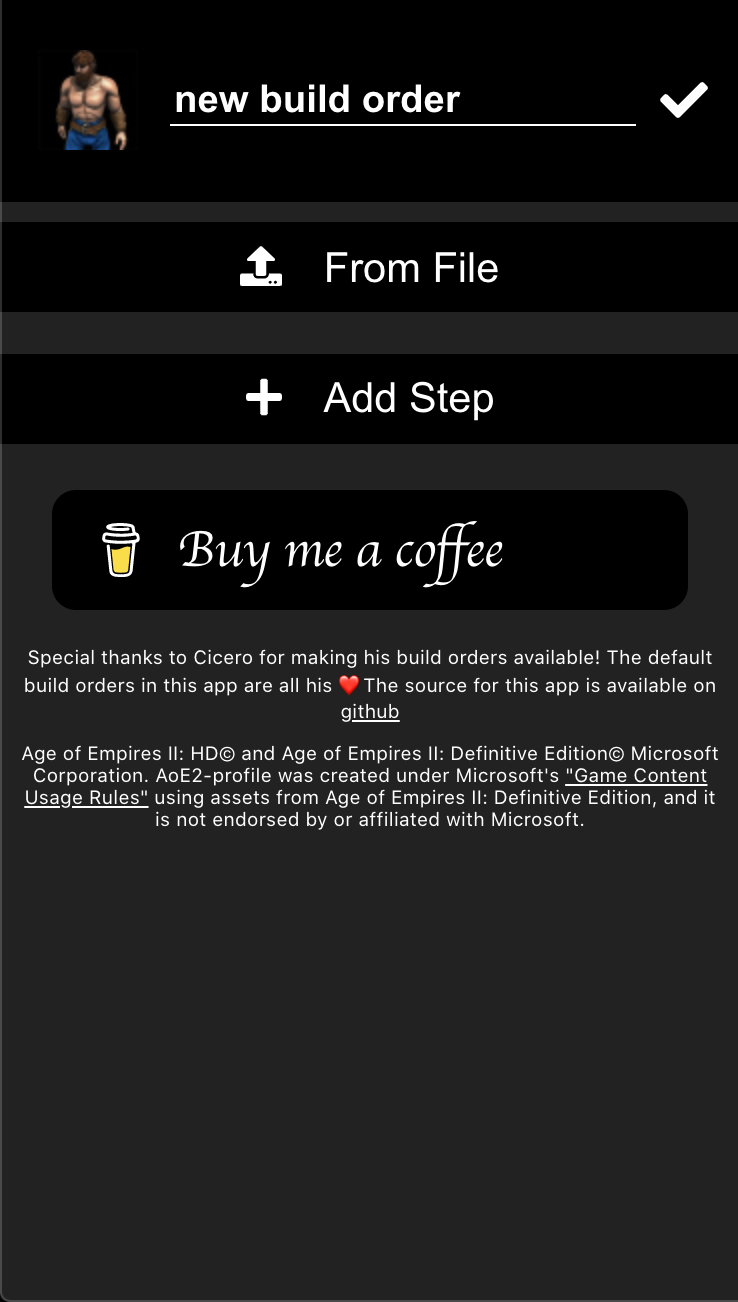 new build order
From File
Add Step
Buy me a coffee
Special thanks to Cicero for making his build orders available! The default
build orders in this app are all his ❤️ The source for this app is available on
github
Age of Empires II: HD© and Age of Empires II: Definitive Edition© Microsoft
Corporation. AoE2-profile was created under Microsoft's "Game Content
Usage Rules" using assets from Age of Empires II: Definitive Edition, and it
is not endorsed by or affiliated with Microsoft.